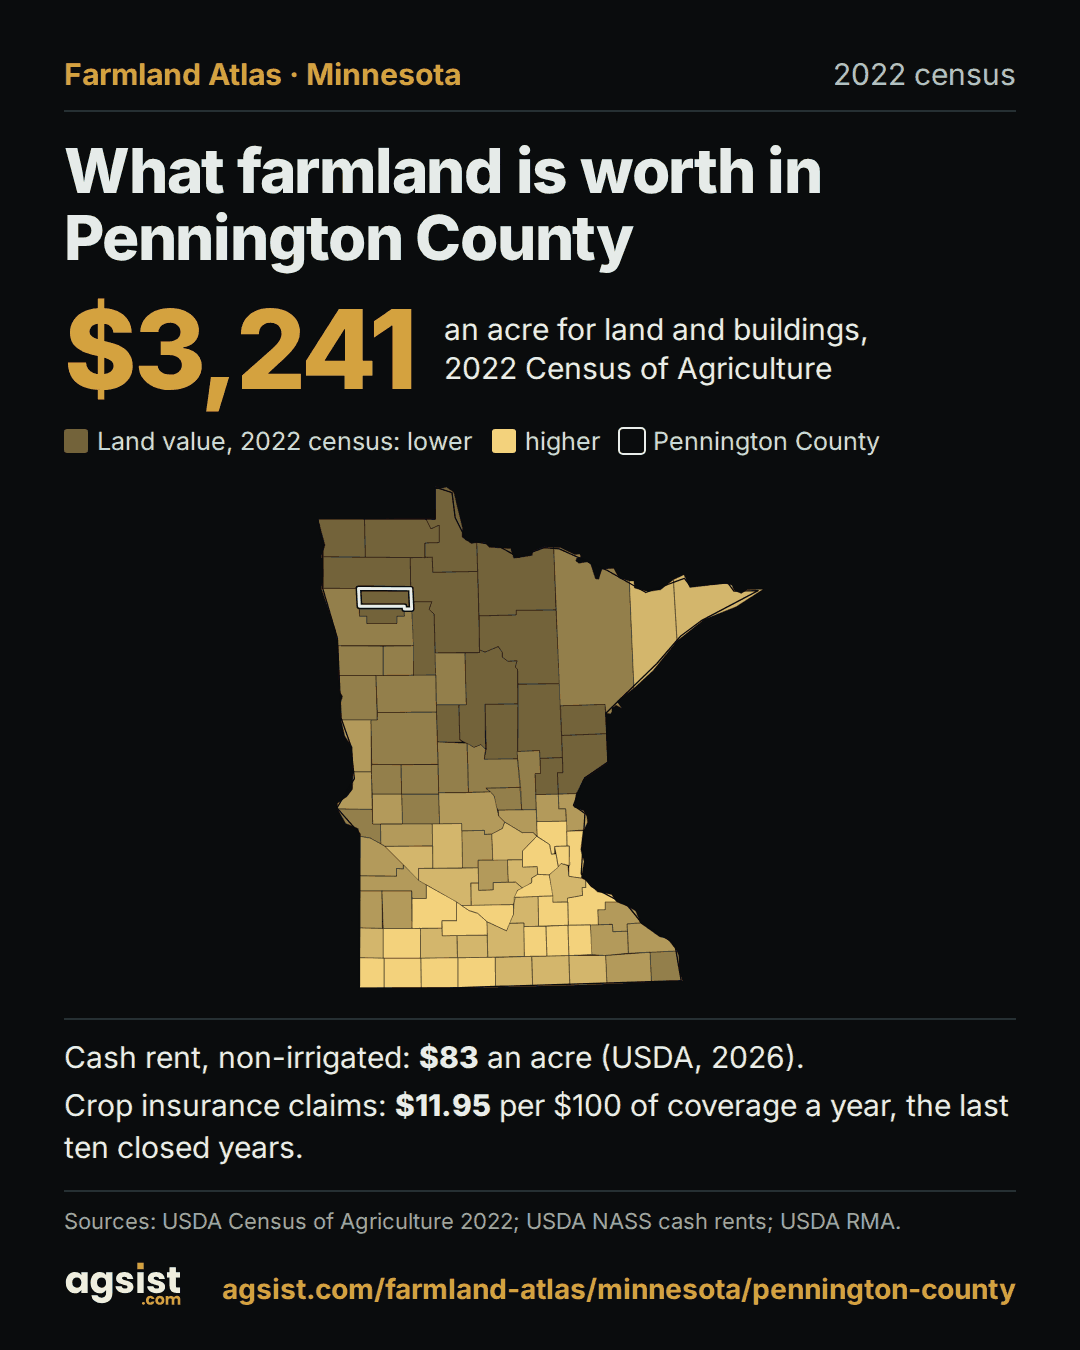 Farmland Atlas · Minnesota
2022 census
What farmland is worth in
Pennington County
$3,241
an acre for land and buildings,
2022 Census of Agriculture
Land value, 2022 census: lower
higher
Pennington County
Cash rent, non-irrigated: $83 an acre (USDA, 2026).
Crop insurance claims: $11.95 per $100 of coverage a year, the last
ten closed years.
Sources: USDA Census of Agriculture 2022; USDA NASS cash rents; USDA RMA.
agsist
.com
agsist.com/farmland-atlas/minnesota/pennington-county